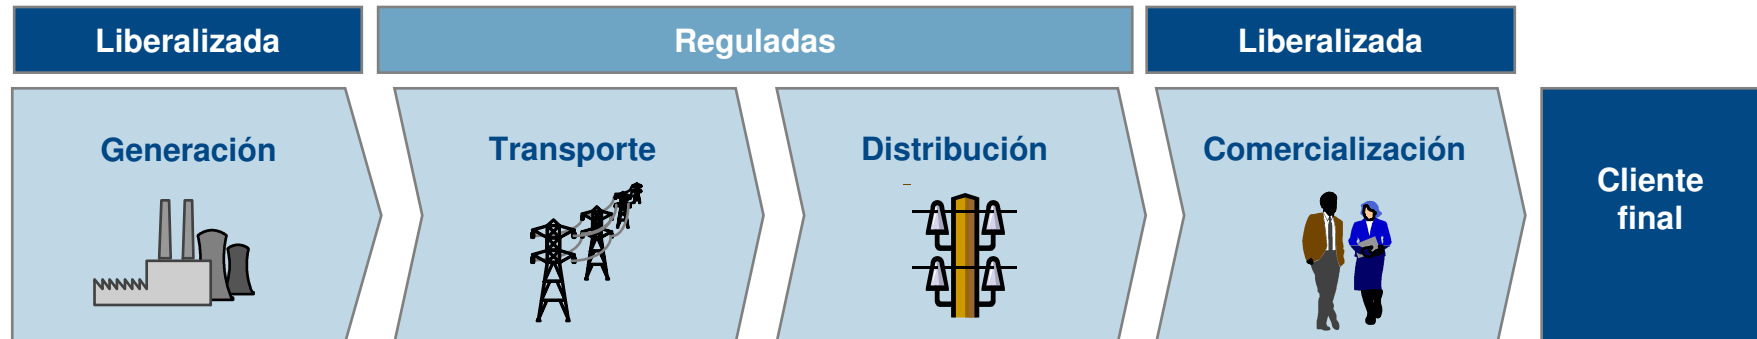 Liberalizada
Reguladas
Liberalizada
Generación
Transporte
Distribución
Comercialización
Cliente
final